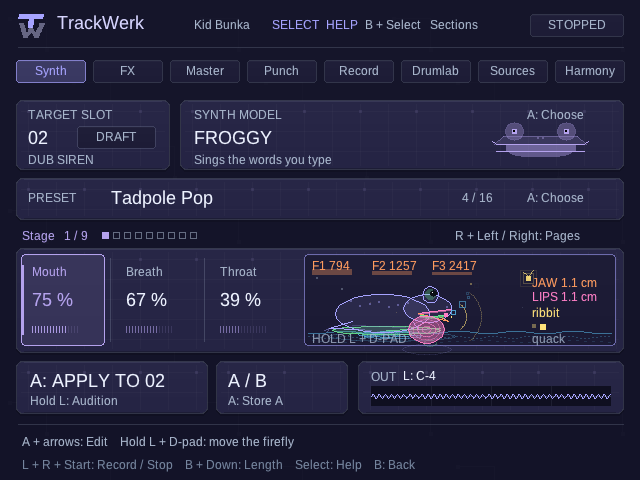 TrackWerk
Kid Bunka
SELECT HELP B + Select Sections
STOPPED
Synth FX Master Punch Record Drumlab Sources Harmony
TARGET SLOT
02 DRAFT
DUB SIREN
SYNTH MODEL
FROGGY
Sings the words you type
A: Choose
PRESET Tadpole Pop 4 / 16 A: Choose
Stage 1 / 9
R + Left / Right: Pages
Mouth
75 %
Breath
67 %
Throat
39 %
F1 794 F2 1257 F3 2417
JAW 1.1 cm
LIPS 1.1 cm
ribbit
quack
HOLD L + D-PAD
A: APPLY TO 02
Hold L: Audition
A / B
A: Store A
OUT L: C-4
A + arrows: Edit Hold L + D-pad: move the firefly
L + R + Start: Record / Stop B + Down: Length Select: Help B: Back